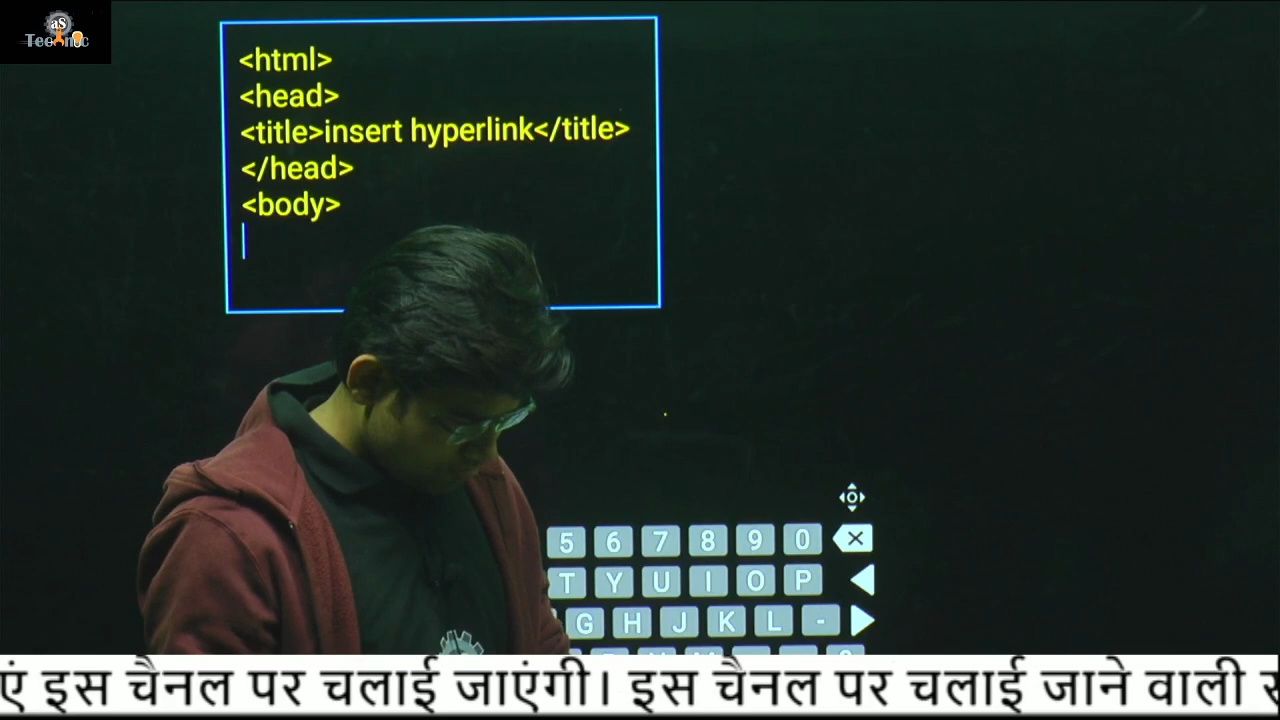 aS
<html>
<head>
<title>insert hyperlink</title>
</head>
<body>
5 6 7 8 9 0
T Y U I O P
G H J K L -
एं इस चैनल पर चलाई जाएंगी। इस चैनल पर चलाई जाने वाली